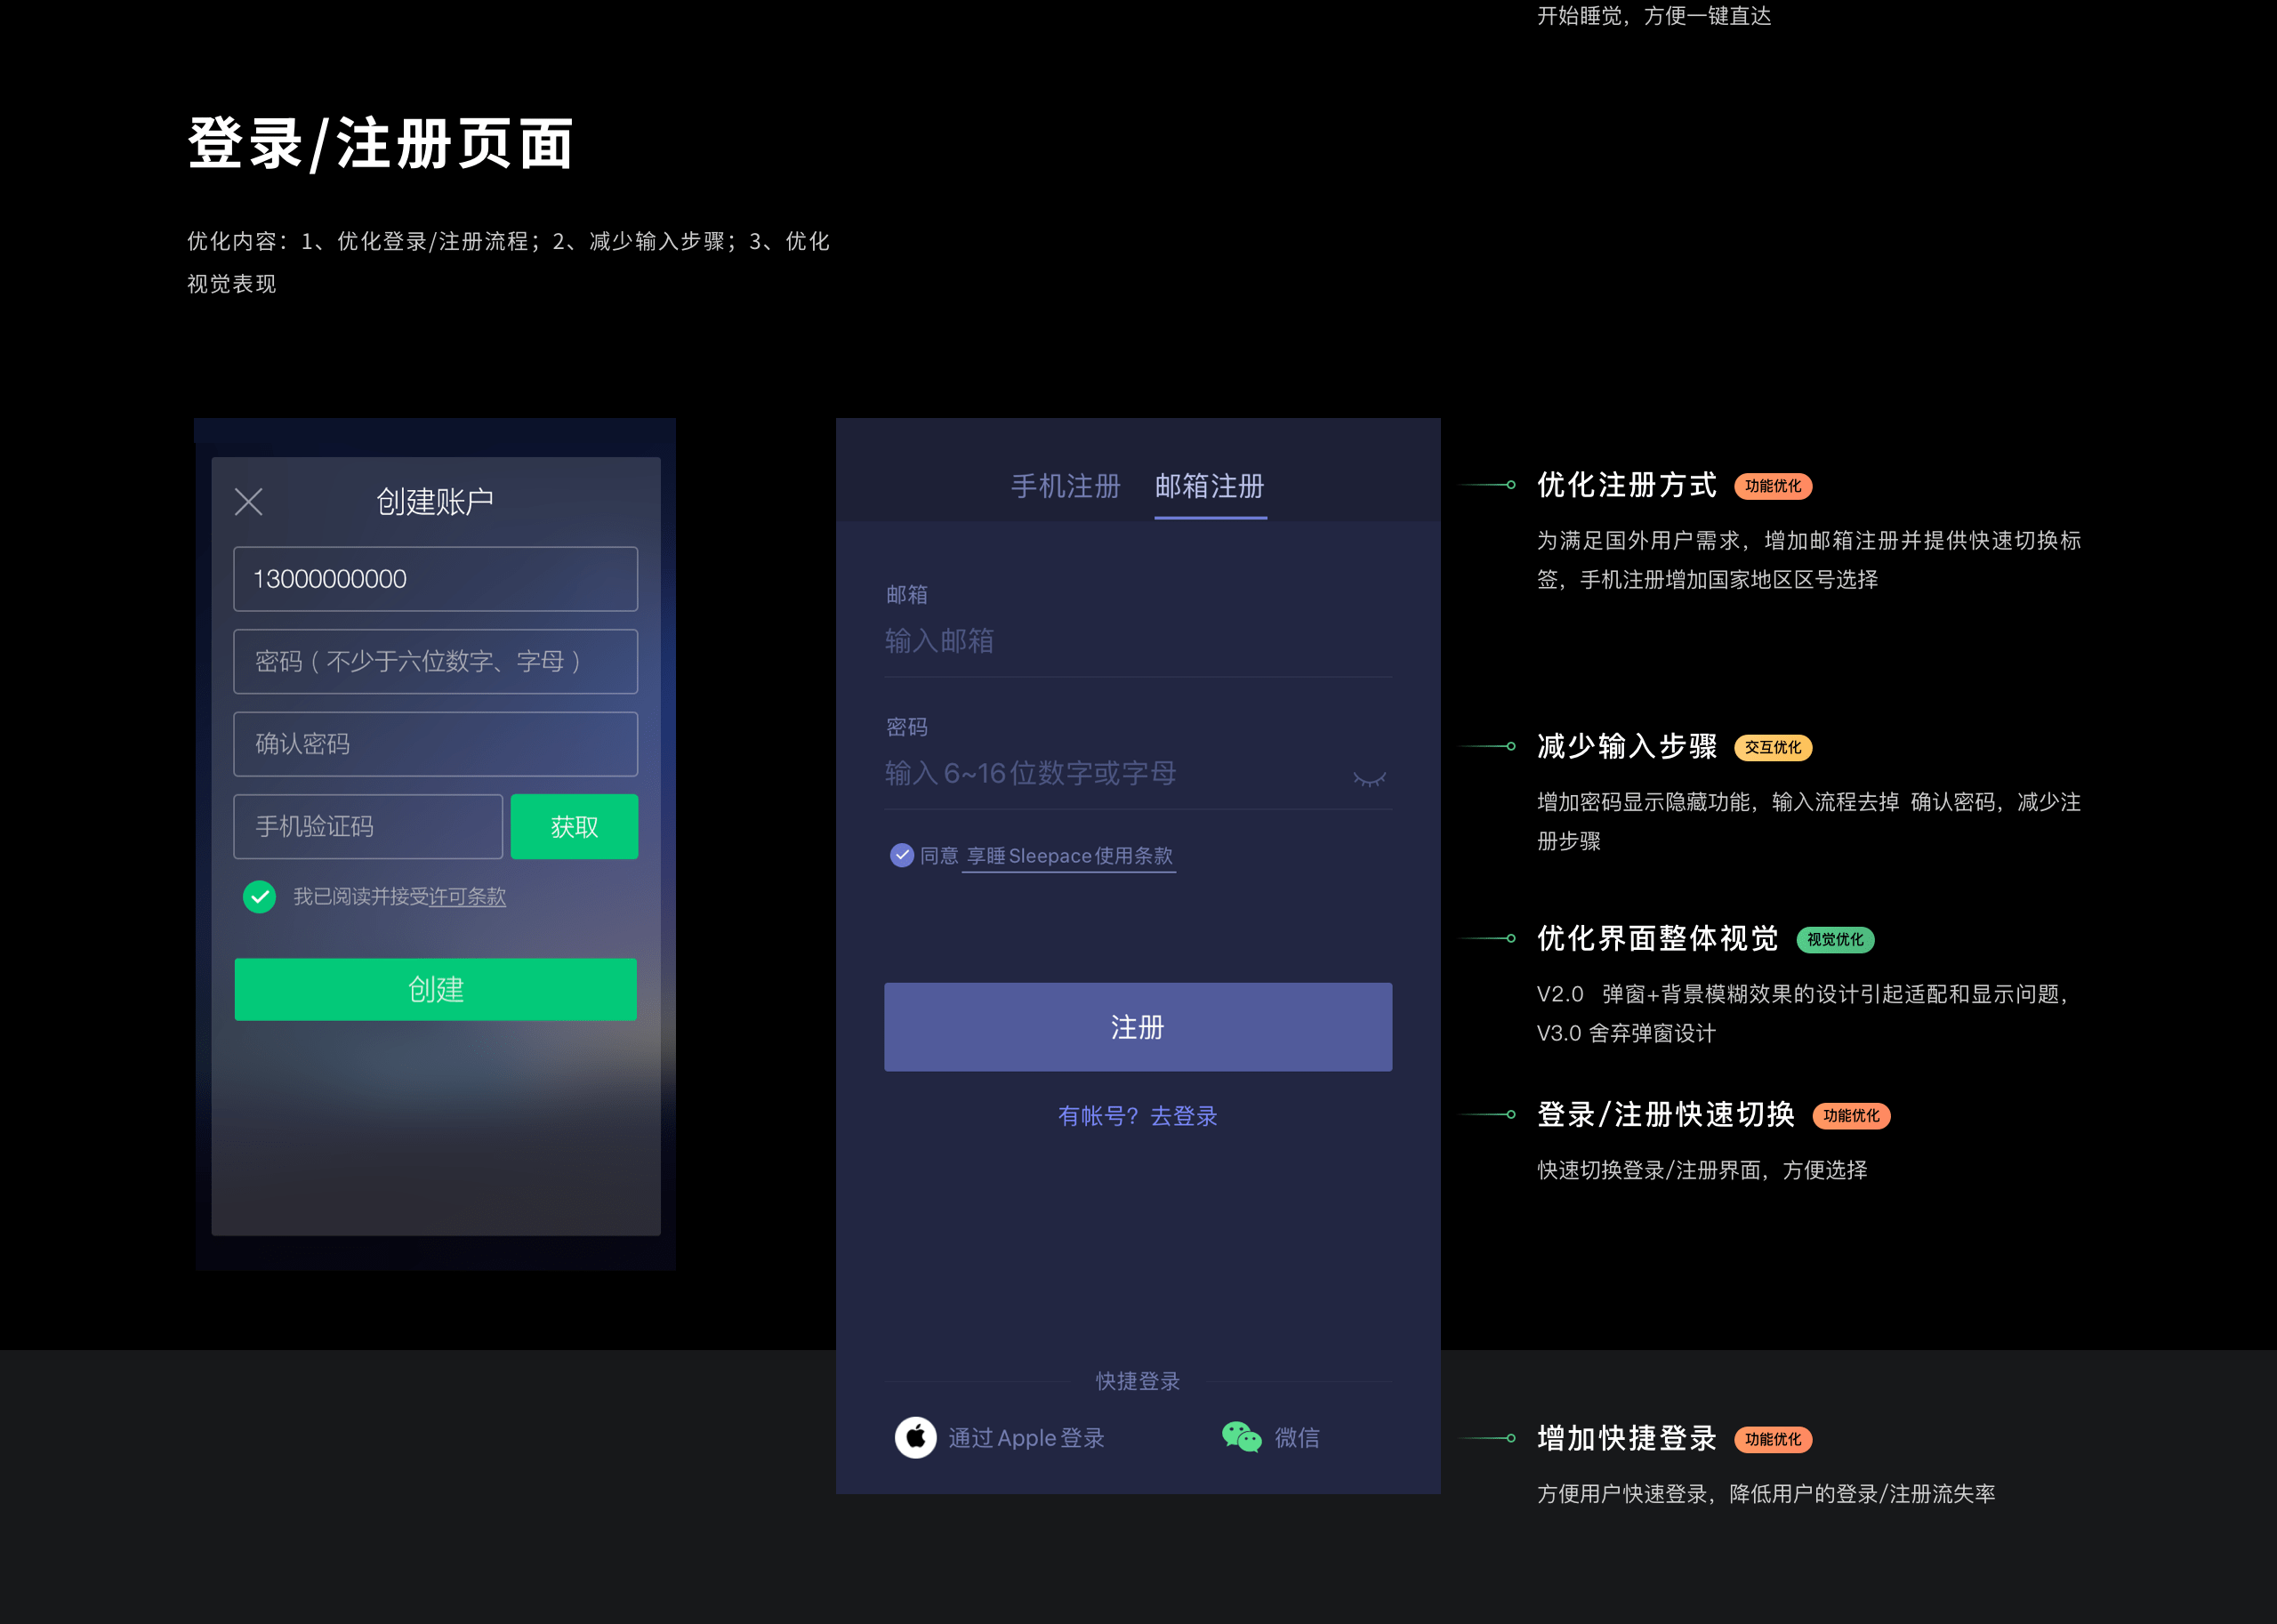 开始睡觉，方便一键直达
登录/注册页面
优化内容：1、优化登录/注册流程；2、减少输入步骤；3、优化
视觉表现
创建账户
13000000000
密码（不少于六位数字、字母）
确认密码
手机验证码
获取
我已阅读并接受许可条款
创建
手机注册 邮箱注册
邮箱
输入邮箱
密码
输入 6~16 位数字或字母
同意 享睡 Sleepace 使用条款
注册
有帐号？去登录
快捷登录
通过 Apple 登录
微信
优化注册方式 功能优化
为满足国外用户需求，增加邮箱注册并提供快速切换标
签，手机注册增加国家地区区号选择
减少输入步骤 交互优化
增加密码显示隐藏功能，输入流程去掉 确认密码，减少注
册步骤
优化界面整体视觉 视觉优化
V2.0 弹窗+背景模糊效果的设计引起适配和显示问题，
V3.0 舍弃弹窗设计
登录/注册快速切换 功能优化
快速切换登录/注册界面，方便选择
增加快捷登录 功能优化
方便用户快速登录，降低用户的登录/注册流失率